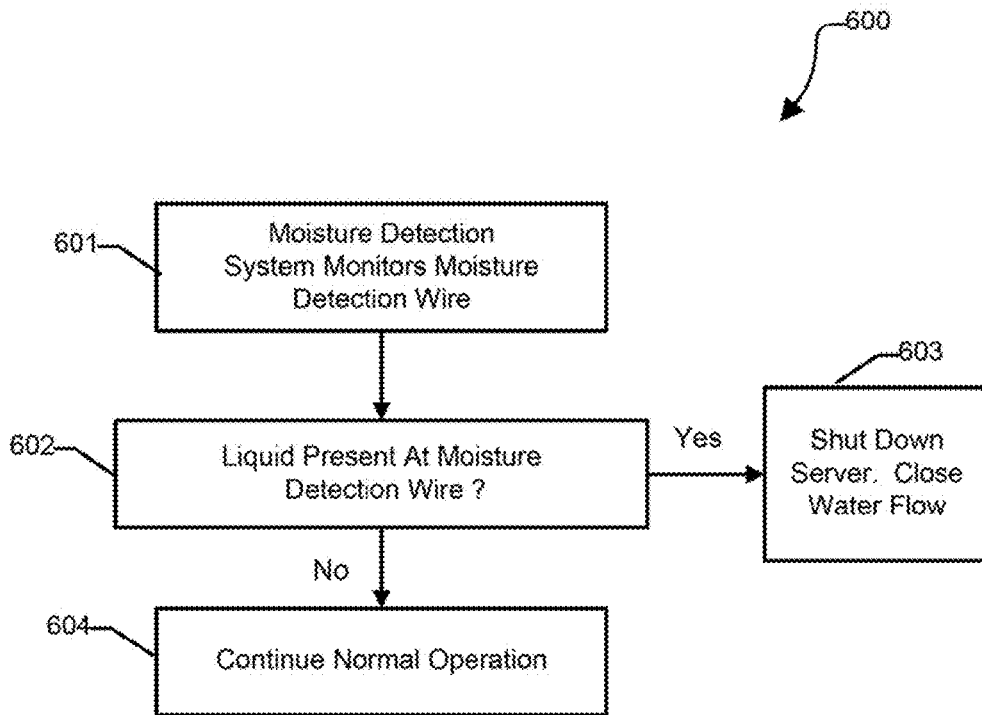 600
601
Moisture Detection
System Monitors Moisture
Detection Wire
603
602
Liquid Present At Moisture
Detection Wire ?
Yes
Shut Down
Server. Close
Water Flow
No
604
Continue Normal Operation